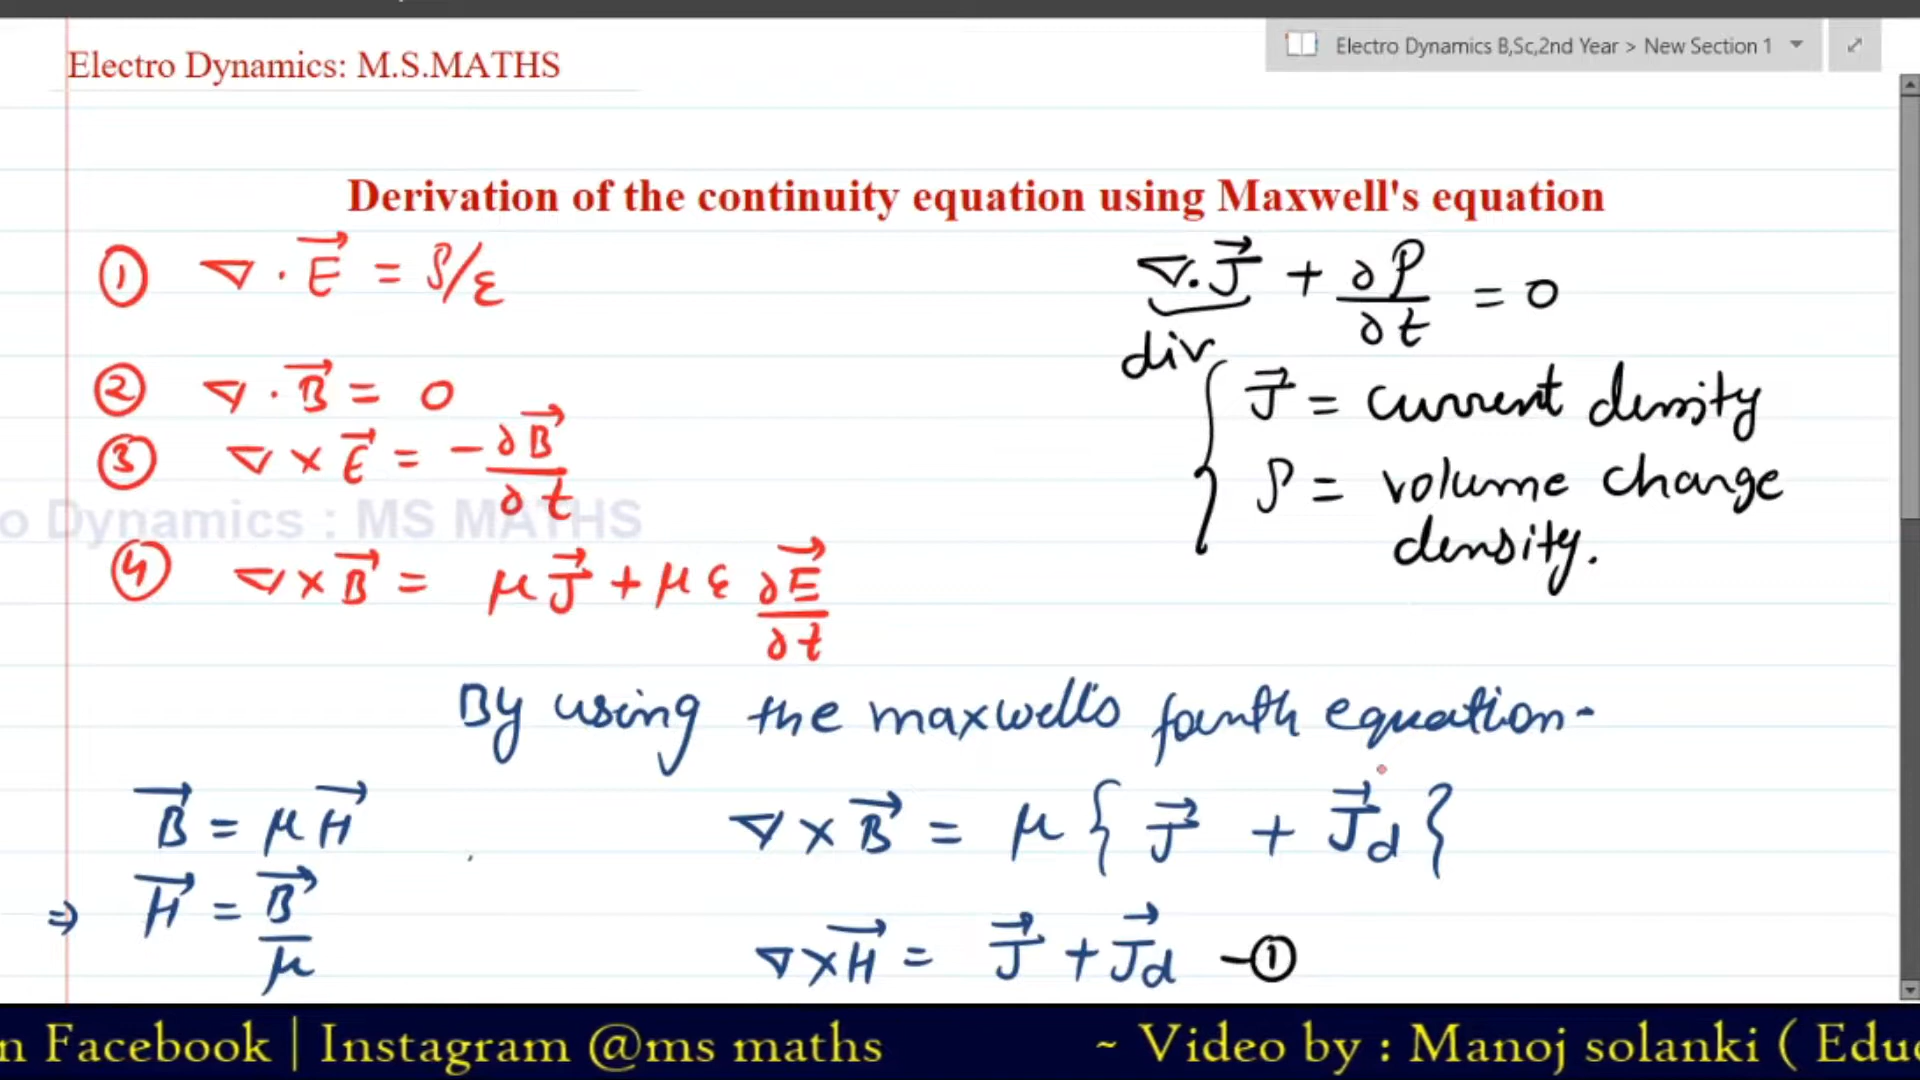 Electro Dynamics: M.S.MATHS
Electro Dynamics B,Sc,2nd Year > New Section 1
Derivation of the continuity equation using Maxwell's equation
① ∇ · E⃗ = ρ/ε
② ∇ · B⃗ = 0
③ ∇ × E⃗ = -∂B⃗/∂t
④ ∇ × B⃗ = μJ⃗ + με ∂E⃗/∂t
∇·J⃗ + ∂ρ/∂t = 0
div
J⃗ = current density
ρ = volume change
density.
o Dynamics : MS MATHS
By using the maxwell's fourth equation-
B⃗ = μH⃗
⇒ H⃗ = B⃗/μ
∇ × B⃗ = μ { J⃗ + J⃗d }
∇ × H⃗ = J⃗ + J⃗d —①
n Facebook | Instagram @ms maths ~ Video by : Manoj solanki ( Educ